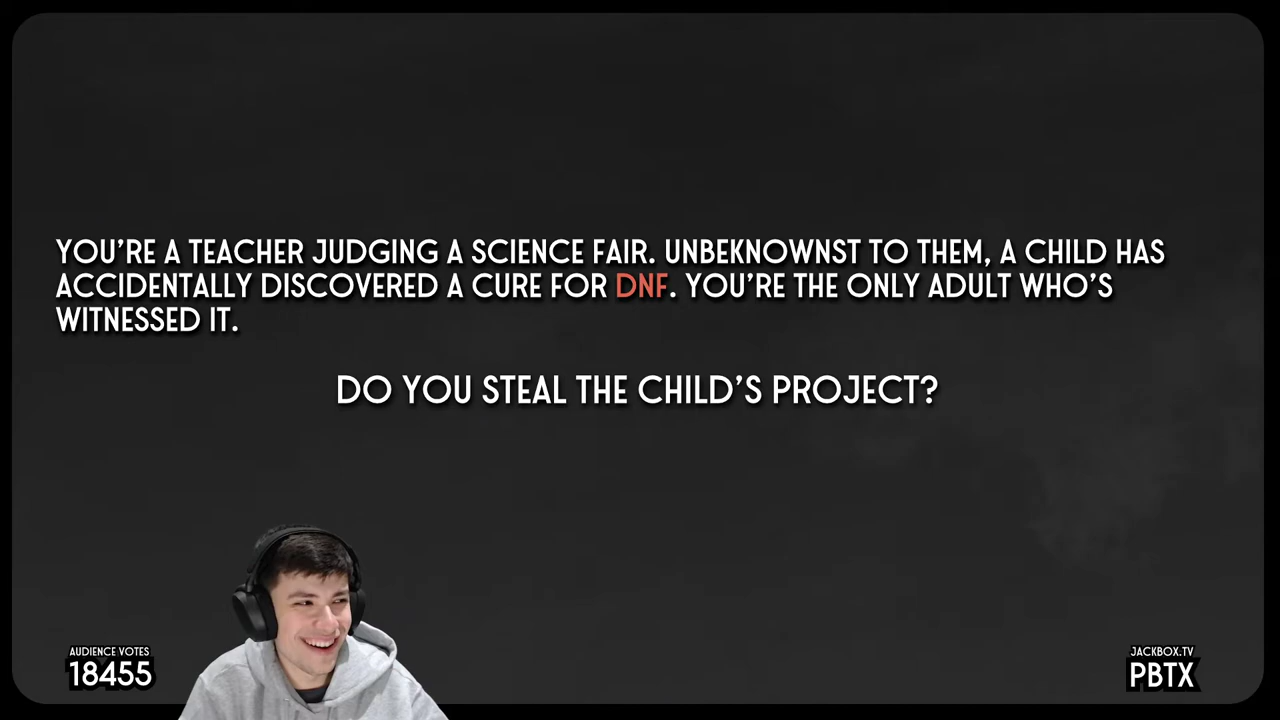 YOU'RE A TEACHER JUDGING A SCIENCE FAIR. UNBEKNOWNST TO THEM, A CHILD HAS
ACCIDENTALLY DISCOVERED A CURE FOR DNF. YOU'RE THE ONLY ADULT WHO'S
WITNESSED IT.
DO YOU STEAL THE CHILD'S PROJECT?
AUDIENCE VOTES
18455
JACKBOX.TV
PBTX